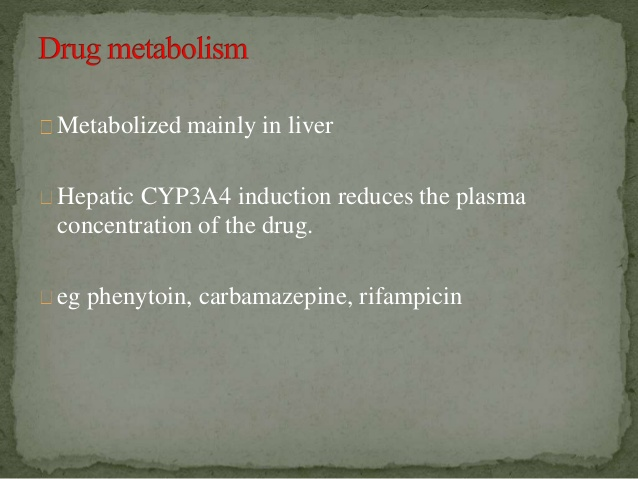 Drug metabolism
Metabolized mainly in liver
Hepatic CYP3A4 induction reduces the plasma
concentration of the drug.
eg phenytoin, carbamazepine, rifampicin